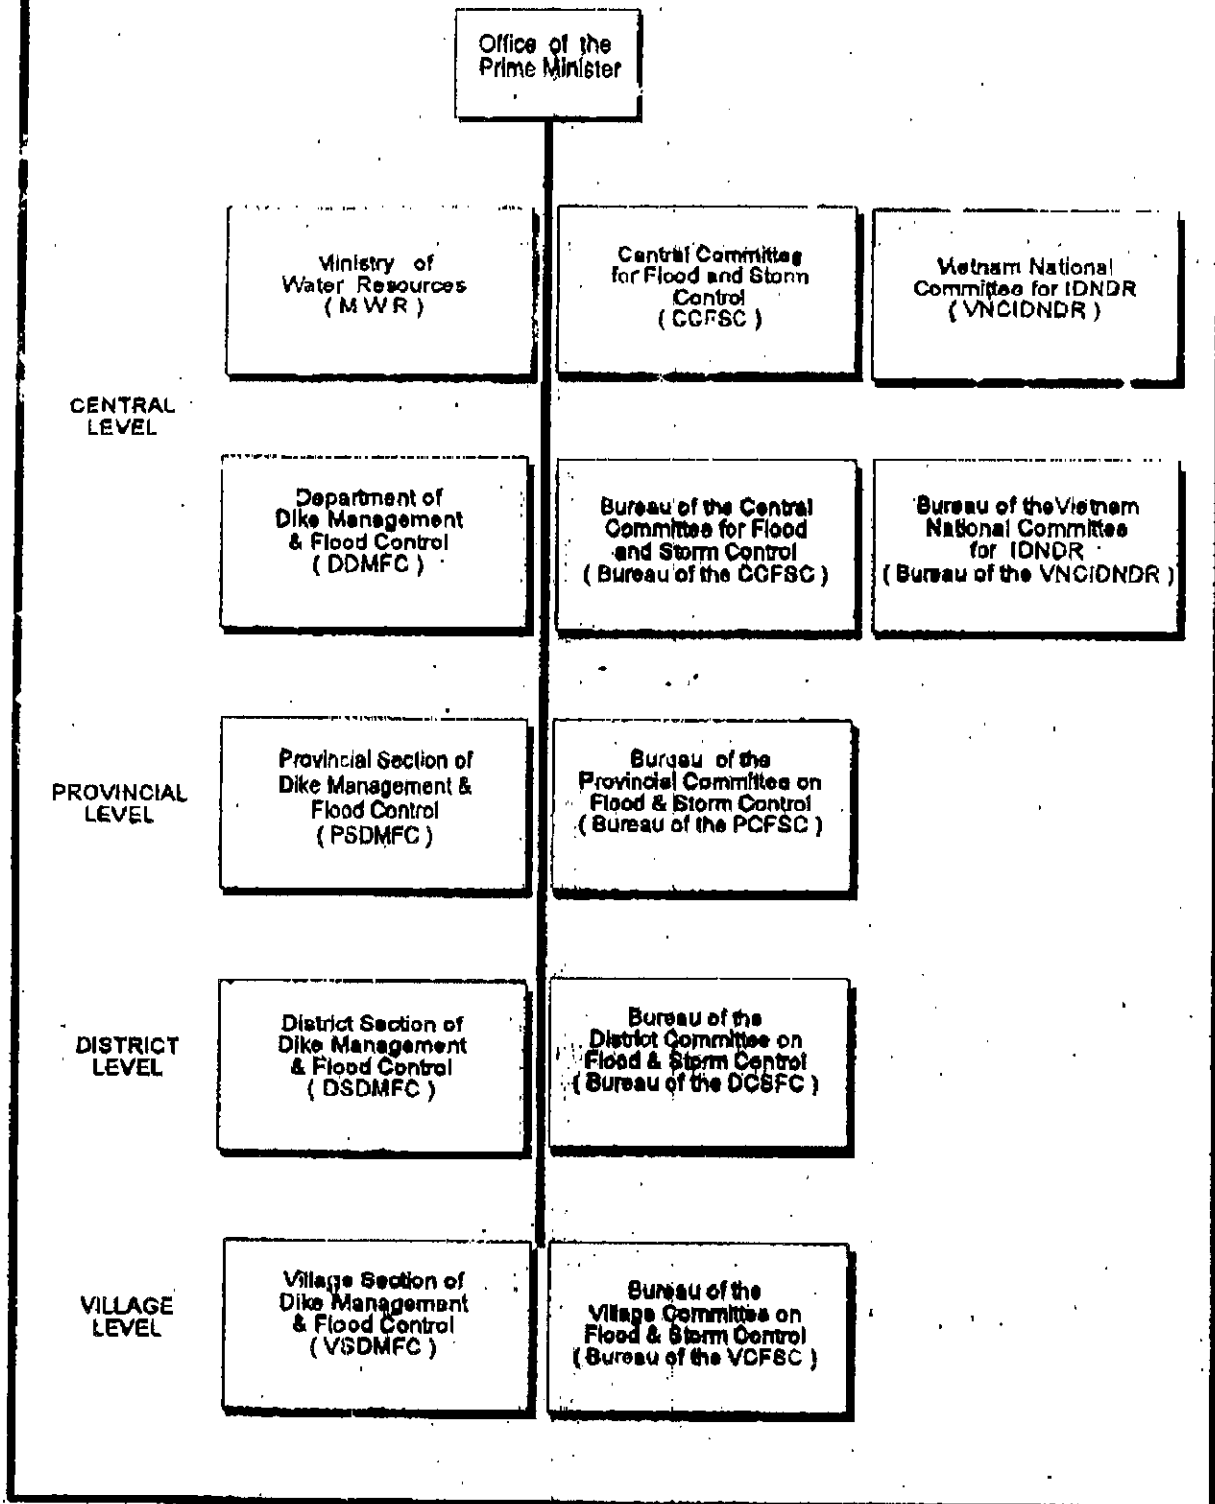 Office of the
Prime Minister
Ministry of
Water Resources
( MWR )
Central Committee
for Flood and Storm
Control
( CCFSC )
Vietnam National
Committee for IDNDR
( VNCIDNDR )
CENTRAL
LEVEL
Department of
Dike Management
& Flood Control
( DDMFC )
Bureau of the Central
Committee for Flood
and Storm Control
( Bureau of the CCFSC )
Bureau of the Vietnam
National Committee
for IDNDR
( Bureau of the VNCIDNDR )
PROVINCIAL
LEVEL
Provincial Section of
Dike Management &
Flood Control
( PSDMFC )
Bureau of the
Provincial Committee on
Flood & Storm Control
( Bureau of the PCFSC )
DISTRICT
LEVEL
District Section of
Dike Management
& Flood Control
( DSDMFC )
Bureau of the
District Committee on
Flood & Storm Control
( Bureau of the DCSFC )
VILLAGE
LEVEL
Village Section of
Dike Management
& Flood Control
( VSDMFC )
Bureau of the
Village Committee on
Flood & Storm Control
( Bureau of the VCFSC )